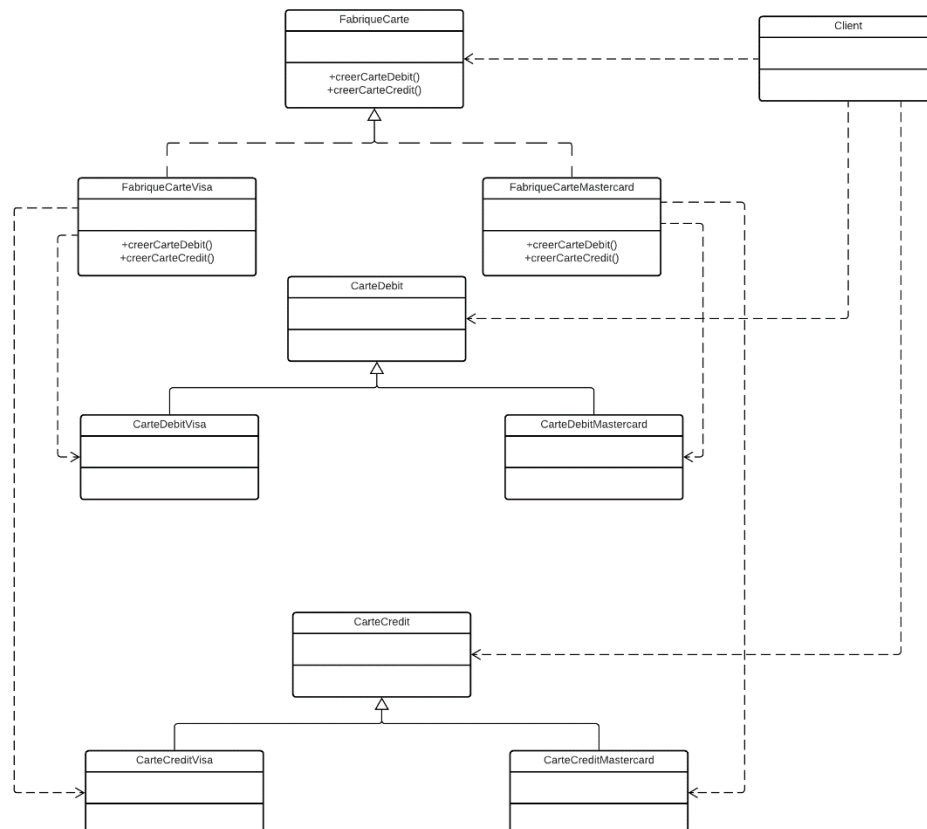 FabriqueCarte
+creerCarteDebit()
+creerCarteCredit()
Client
FabriqueCarteVisa
+creerCarteDebit()
+creerCarteCredit()
FabriqueCarteMastercard
+creerCarteDebit()
+creerCarteCredit()
CarteDebit
CarteDebitVisa
CarteDebitMastercard
CarteCredit
CarteCreditVisa
CarteCreditMastercard